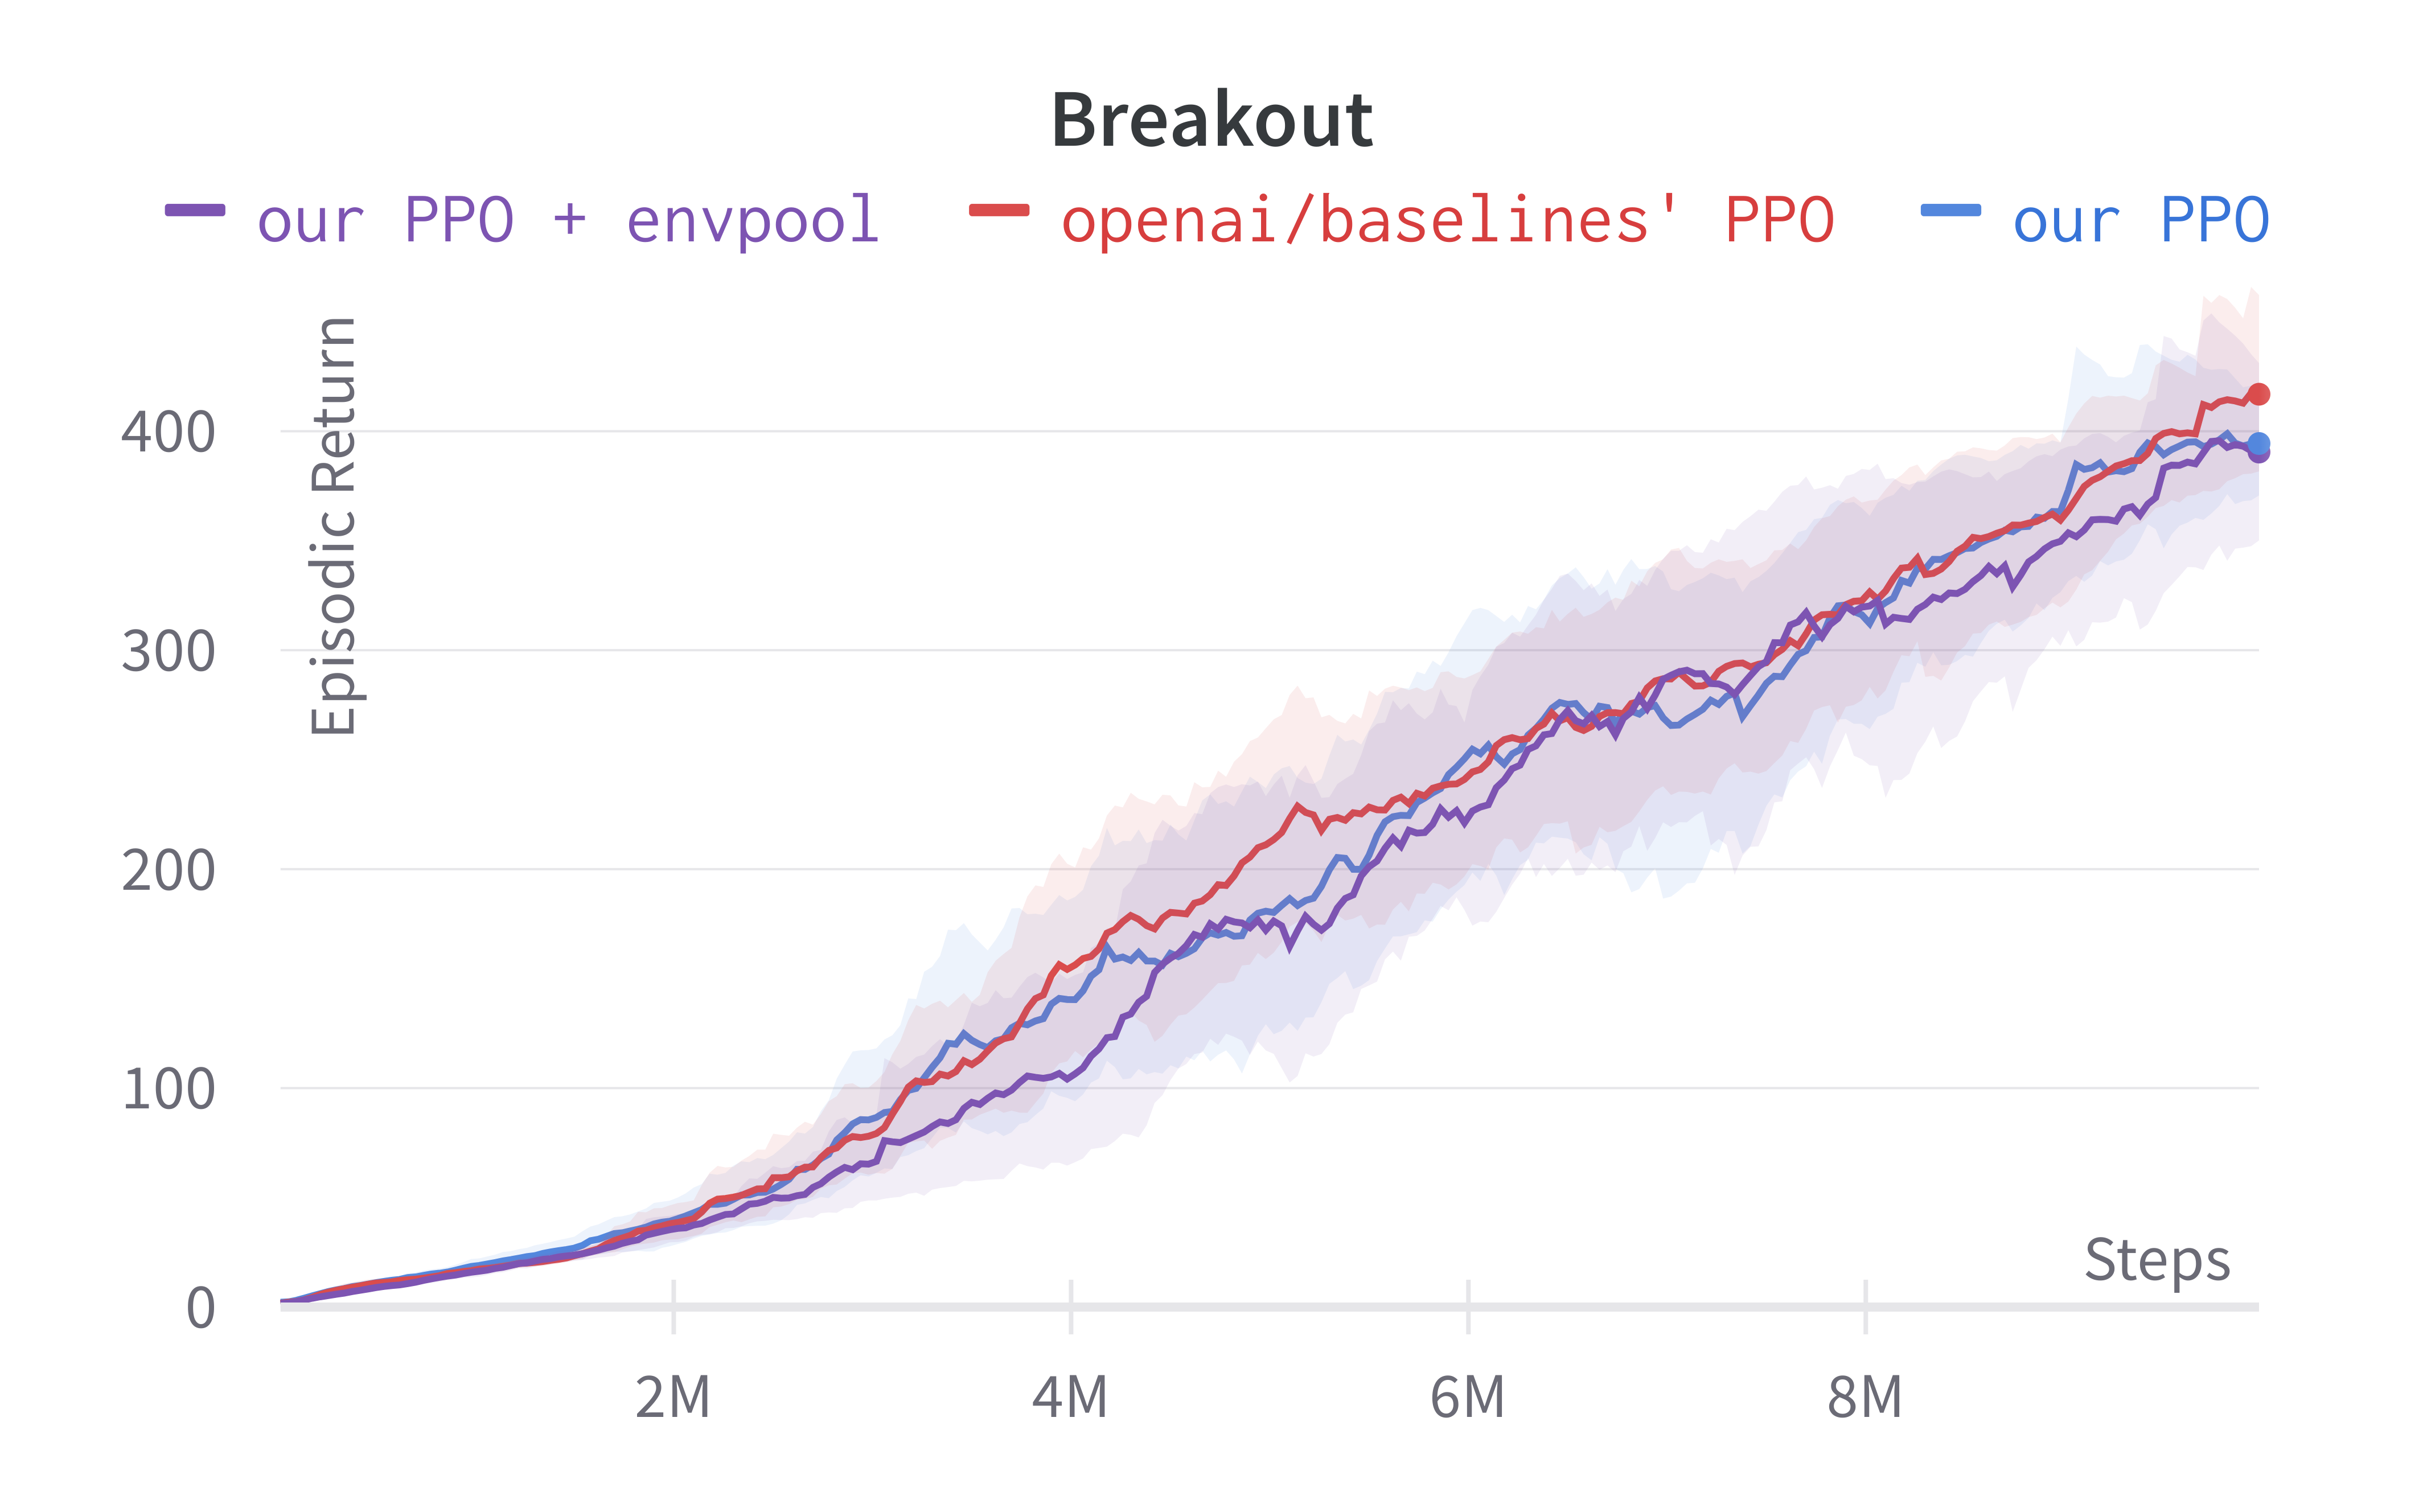 Breakout
our PPO + envpool openai/baselines' PPO our PPO
Episodic Return
400
300
200
100
0
Steps
2M 4M 6M 8M